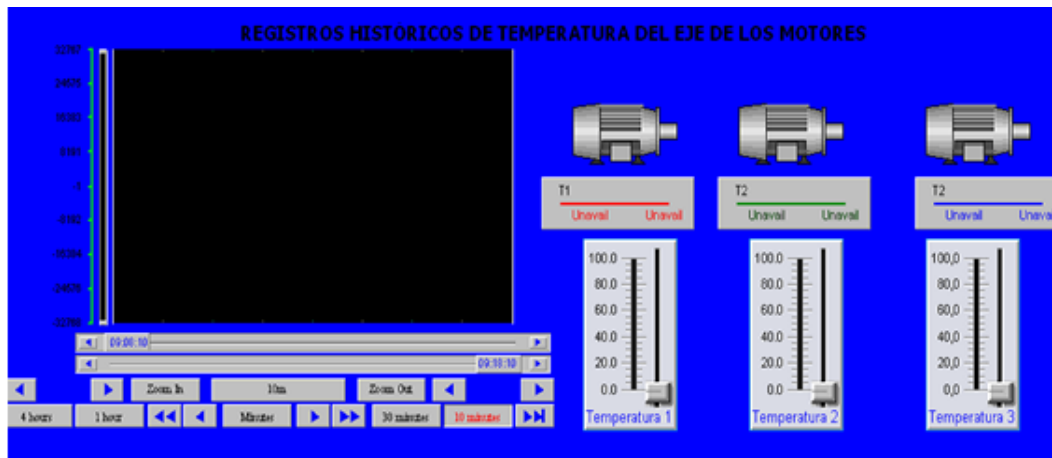 REGISTROS HISTORICOS DE TEMPERATURA DEL EJE DE LOS MOTORES
32767
24575
8191
-8192
-16384
-24576
09:00:10
09:10:10
Zoom In
10m
Zoom Out
4 hours
1 hour
Minutes
30 minutes
10 minutes
T1
Unavail Unavail
T2
Unavail Unavail
T2
Unavail Unava
100.0
80.0
60.0
40.0
20.0
0.0
Temperatura 1
100.0
80.0
60.0
40.0
20.0
0.0
Temperatura 2
100,0
80,0
60,0
40,0
20,0
0,0
Temperatura 3